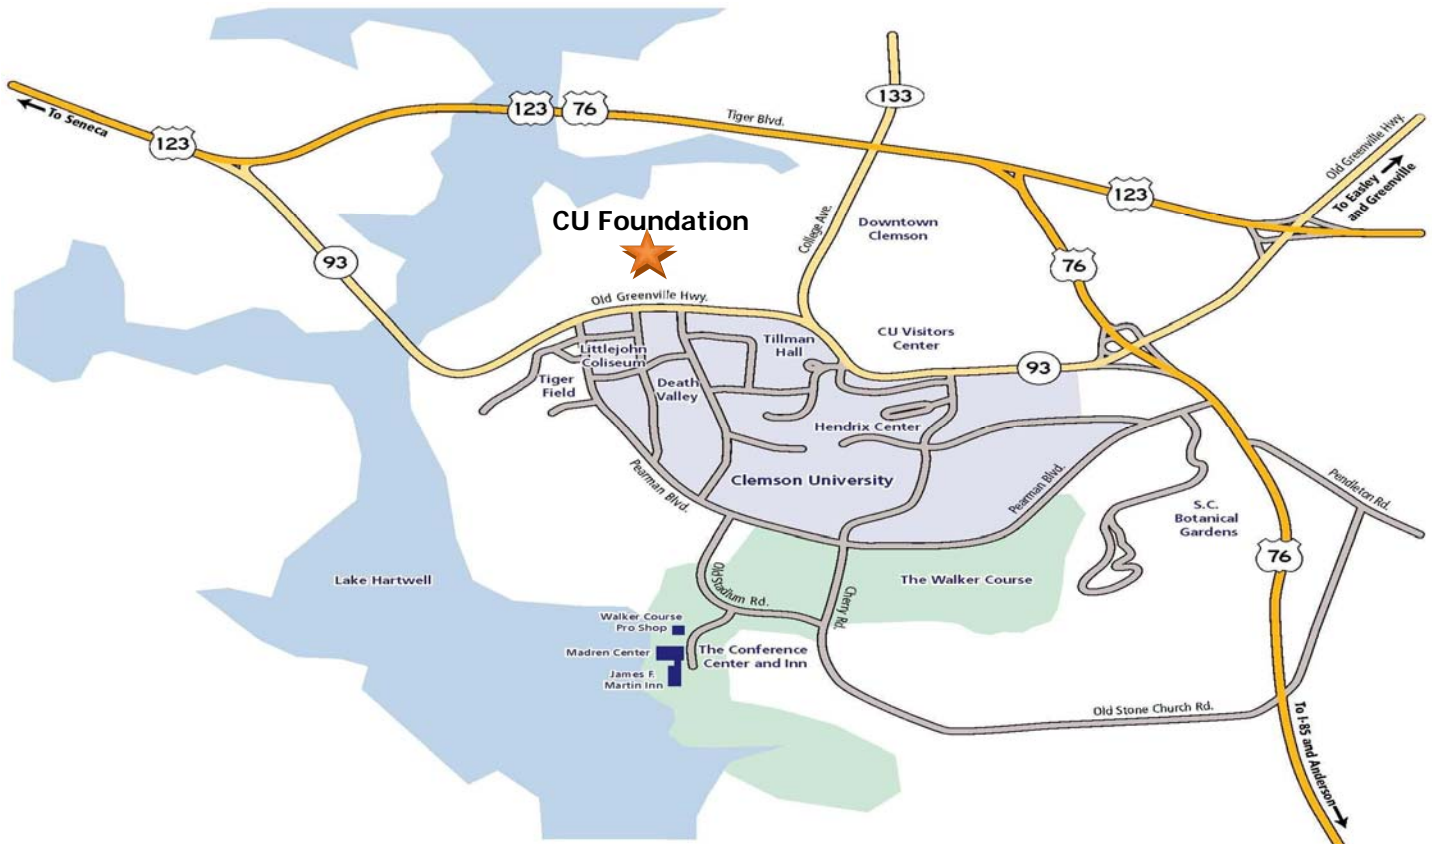 133
123
76
Tiger Blvd.
To Seneca
123
Old Greenville Hwy.
To Easley
and Greenville
123
College Ave.
Downtown
Clemson
CU Foundation
93
76
Old Greenville Hwy.
CU Visitors
Center
Tillman
Hall
Littlejohn
Coliseum
93
Tiger
Field
Death
Valley
Hendrix Center
Clemson University
Pearman Blvd.
Pearman Blvd.
Pendleton Rd.
S.C.
Botanical
Gardens
76
Lake Hartwell
The Walker Course
Old Stadium Rd.
Cherry Rd.
Walker Course
Pro Shop
Madren Center
The Conference
Center and Inn
James F.
Martin Inn
Old Stone Church Rd.
To I-85 and Anderson